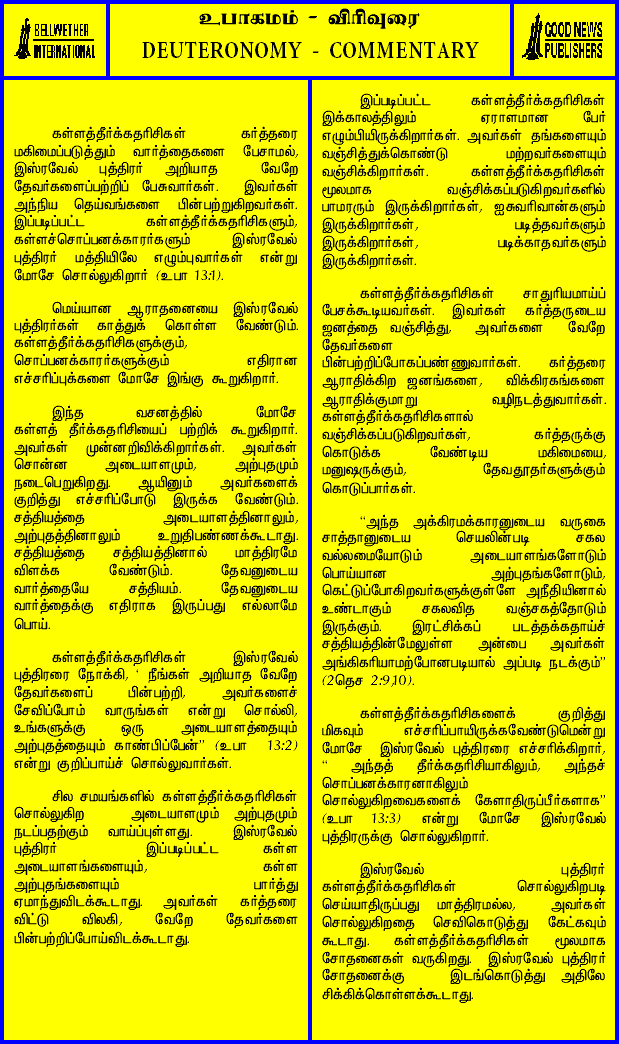 BELLWETHER
INTERNATIONAL
உபாகமம் - விரிவுரை
DEUTERONOMY - COMMENTARY
GOOD NEWS
PUBLISHERS
கள்ளத்தீர்க்கதரிசிகள் கர்த்தரை
மகிமைப்படுத்தும் வார்த்தைகளை பேசாமல்,
இஸ்ரவேல் புத்திரர் அறியாத வேறே
தேவர்களைப்பற்றிப் பேசுவார்கள். இவர்கள்
அந்நிய தெய்வங்களை பின்பற்றுகிறவர்கள்.
இப்படிப்பட்ட கள்ளத்தீர்க்கதரிசிகளும்,
கள்ளச்சொப்பனக்காரர்களும் இஸ்ரவேல்
புத்திரர் மத்தியிலே எழும்புவார்கள் என்று
மோசே சொல்லுகிறார் (உபா 13:1).
மெய்யான ஆராதனையை இஸ்ரவேல்
புத்திரர்கள் காத்துக் கொள்ள வேண்டும்.
கள்ளத்தீர்க்கதரிசிகளுக்கும்,
சொப்பனக்காரர்களுக்கும் எதிரான
எச்சரிப்புக்களை மோசே இங்கு கூறுகிறார்.
இந்த வசனத்தில் மோசே
கள்ளத் தீர்க்கதரிசியைப் பற்றிக் கூறுகிறார்.
அவர்கள் முன்னறிவிக்கிறார்கள். அவர்கள்
சொன்ன அடையாளமும், அற்புதமும்
நடைபெறுகிறது. ஆயினும் அவர்களைக்
குறித்து எச்சரிப்போடு இருக்க வேண்டும்.
சத்தியத்தை அடையாளத்தினாலும்,
அற்புதத்தினாலும் உறுதிபண்ணக்கூடாது.
சத்தியத்தை சத்தியத்தினால் மாத்திரமே
விளக்க வேண்டும். தேவனுடைய
வார்த்தையே சத்தியம். தேவனுடைய
வார்த்தைக்கு எதிராக இருப்பது எல்லாமே
பொய்.
கள்ளத்தீர்க்கதரிசிகள் இஸ்ரவேல்
புத்திரரை நோக்கி, ‘ நீங்கள் அறியாத வேறே
தேவர்களைப் பின்பற்றி, அவர்களைச்
சேவிப்போம் வாருங்கள் என்று சொல்லி,
உங்களுக்கு ஒரு அடையாளத்தையும்
அற்புதத்தையும் காண்பிப்பேன்” (உபா 13:2)
என்று குறிப்பாய்ச் சொல்லுவார்கள்.
சில சமயங்களில் கள்ளத்தீர்க்கதரிசிகள்
சொல்லுகிற அடையாளமும் அற்புதமும்
நடப்பதற்கும் வாய்ப்புள்ளது. இஸ்ரவேல்
புத்திரர் இப்படிப்பட்ட கள்ள
அடையாளங்களையும், கள்ள
அற்புதங்களையும் பார்த்து
ஏமாந்துவிடக்கூடாது. அவர்கள் கர்த்தரை
விட்டு விலகி, வேறே தேவர்களை
பின்பற்றிப்போய்விடக்கூடாது.
இப்படிப்பட்ட கள்ளத்தீர்க்கதரிசிகள்
இக்காலத்திலும் ஏராளமான பேர்
எழும்பியிருக்கிறார்கள். அவர்கள் தங்களையும்
வஞ்சித்துக்கொண்டு மற்றவர்களையும்
வஞ்சிக்கிறார்கள். கள்ளத்தீர்க்கதரிசிகள்
மூலமாக வஞ்சிக்கப்படுகிறவர்களில்
பாமரரும் இருக்கிறார்கள், ஐசுவரிவான்களும்
இருக்கிறார்கள், படித்தவர்களும்
இருக்கிறார்கள், படிக்காதவர்களும்
இருக்கிறார்கள்.
கள்ளத்தீர்க்கதரிசிகள் சாதுரியமாய்ப்
பேசக்கூடியவர்கள். இவர்கள் கர்த்தருடைய
ஜனத்தை வஞ்சித்து, அவர்களை வேறே
தேவர்களை
பின்பற்றிப்போகப்பண்ணுவார்கள். கர்த்தரை
ஆராதிக்கிற ஜனங்களை, விக்கிரகங்களை
ஆராதிக்குமாறு வழிநடத்துவார்கள்.
கள்ளத்தீர்க்கதரிசிகளால்
வஞ்சிக்கப்படுகிறவர்கள், கர்த்தருக்கு
கொடுக்க வேண்டிய மகிமையை,
மனுஷருக்கும், தேவதூதர்களுக்கும்
கொடுப்பார்கள்.
“அந்த அக்கிரமக்காரனுடைய வருகை
சாத்தானுடைய செயலின்படி சகல
வல்லமையோடும் அடையாளங்களோடும்
பொய்யான அற்புதங்களோடும்,
கெட்டுப்போகிறவர்களுக்குள்ளே அநீதியினால்
உண்டாகும் சகலவித வஞ்சகத்தோடும்
இருக்கும். இரட்சிக்கப் படத்தக்கதாய்ச்
சத்தியத்தின்மேலுள்ள அன்பை அவர்கள்
அங்கிகரியாமற்போனபடியால் அப்படி நடக்கும்”
(2தெச 2:9,10).
கள்ளத்தீர்க்கதரிசிகளைக் குறித்து
மிகவும் எச்சரிப்பாயிருக்கவேண்டுமென்று
மோசே இஸ்ரவேல் புத்திரரை எச்சரிக்கிறார்,
“ அந்தத் தீர்க்கதரிசியாகிலும், அந்தச்
சொப்பனக்காரனாகிலும்
சொல்லுகிறவைகளைக் கேளாதிருப்பீர்களாக”
(உபா 13:3) என்று மோசே இஸ்ரவேல்
புத்திரருக்கு சொல்லுகிறார்.
இஸ்ரவேல் புத்திரர்
கள்ளத்தீர்க்கதரிசிகள் சொல்லுகிறபடி
செய்யாதிருப்பது மாத்திரமல்ல, அவர்கள்
சொல்லுகிறதை செவிகொடுத்து கேட்கவும்
கூடாது. கள்ளத்தீர்க்கதரிசிகள் மூலமாக
சோதனைகள் வருகிறது. இஸ்ரவேல் புத்திரர்
சோதனைக்கு இடங்கொடுத்து அதிலே
சிக்கிக்கொள்ளக்கூடாது.